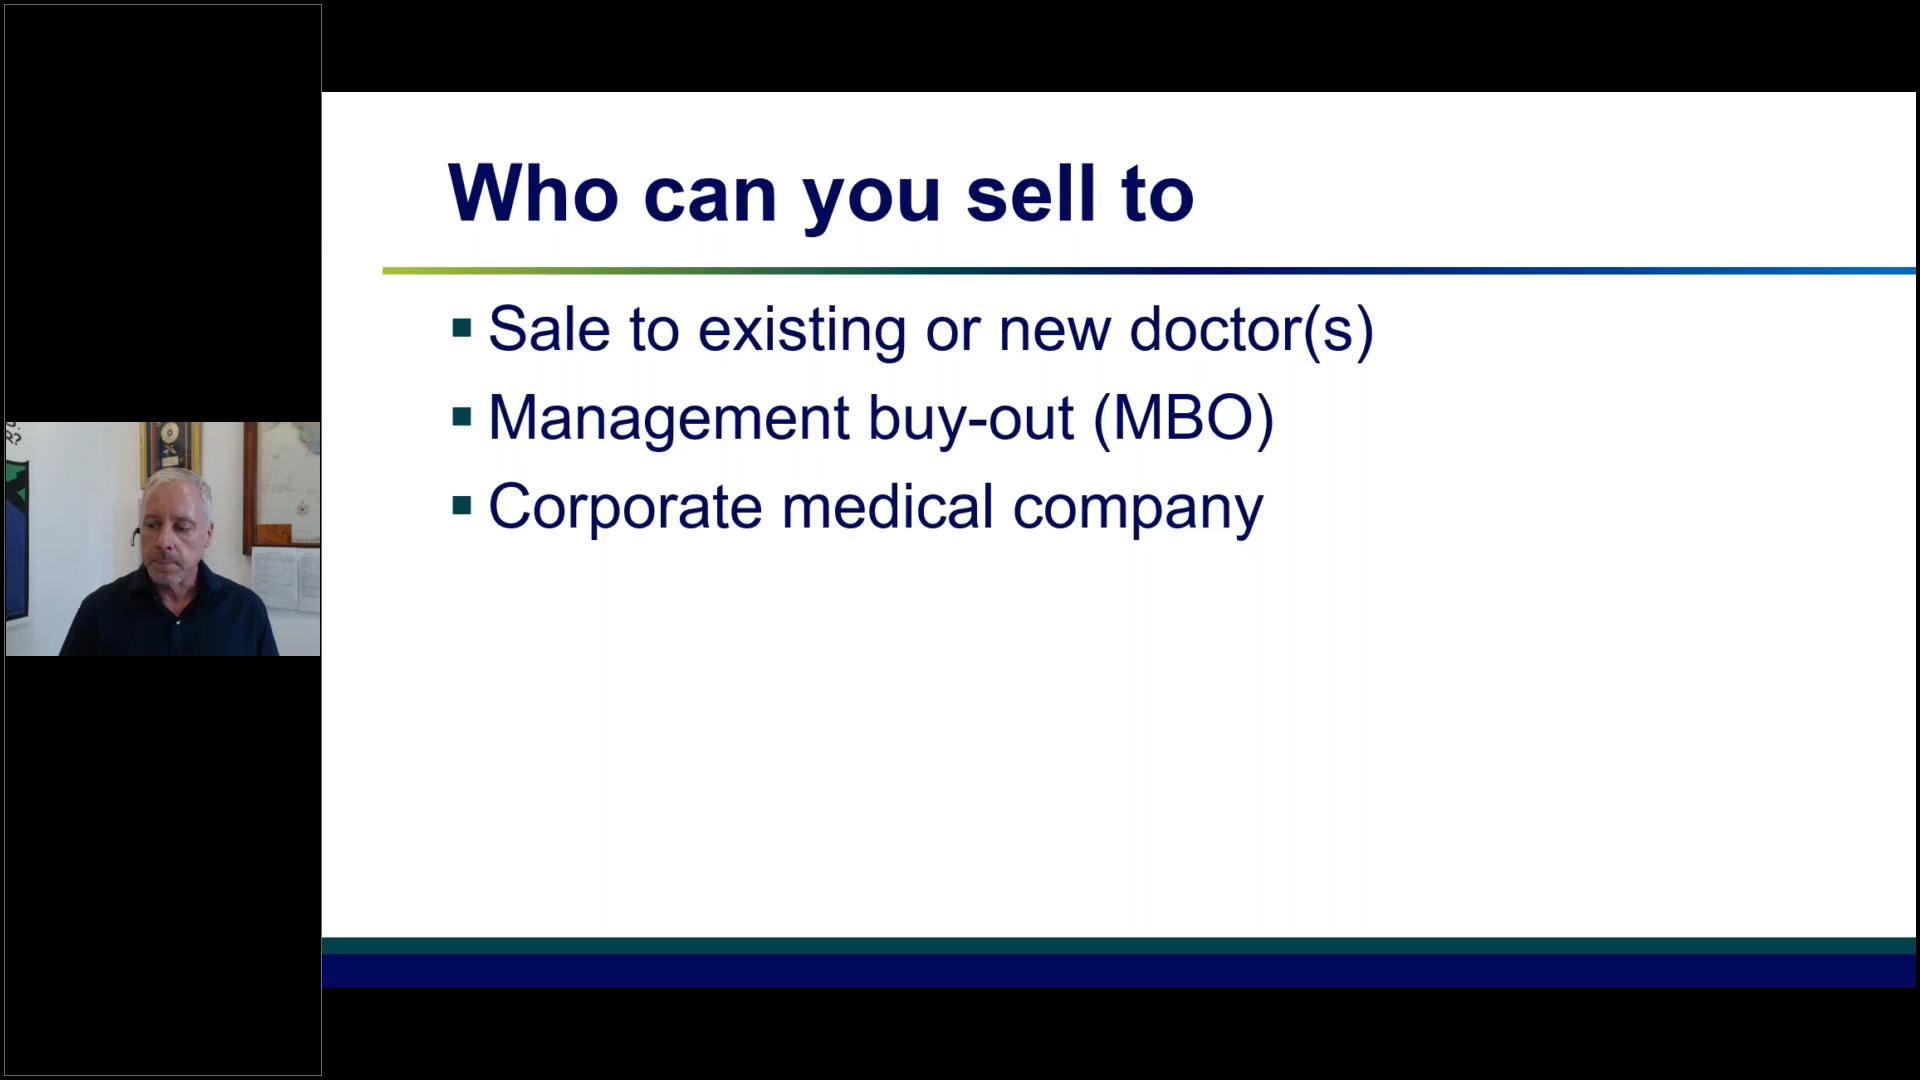 Who can you sell to
Sale to existing or new doctor(s)
Management buy-out (MBO)
Corporate medical company